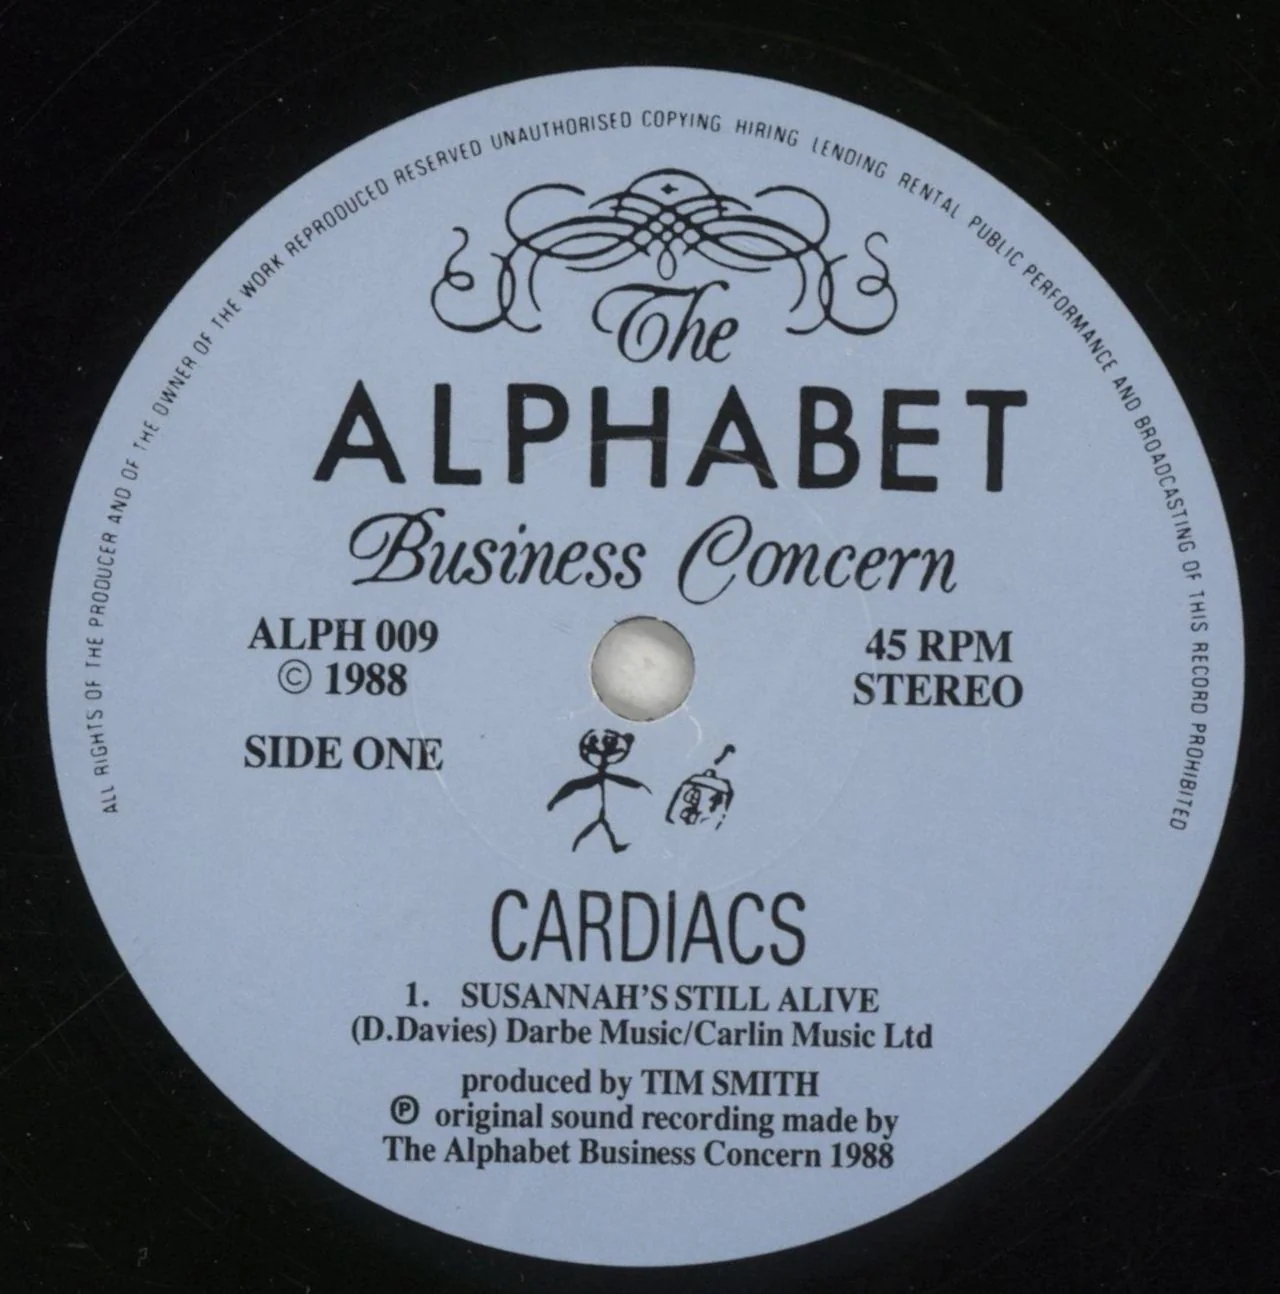 ALL RIGHTS OF THE PRODUCER AND OF THE OWNER OF THE WORK REPRODUCED RESERVED UNAUTHORISED COPYING HIRING LENDING RENTAL PUBLIC PERFORMANCE AND BROADCASTING OF THIS RECORD PROHIBITED
The
ALPHABET
Business Concern
ALPH 009
© 1988
SIDE ONE
45 RPM
STEREO
CARDIACS
1. SUSANNAH'S STILL ALIVE
(D.Davies) Darbe Music/Carlin Music Ltd
produced by TIM SMITH
℗ original sound recording made by
The Alphabet Business Concern 1988